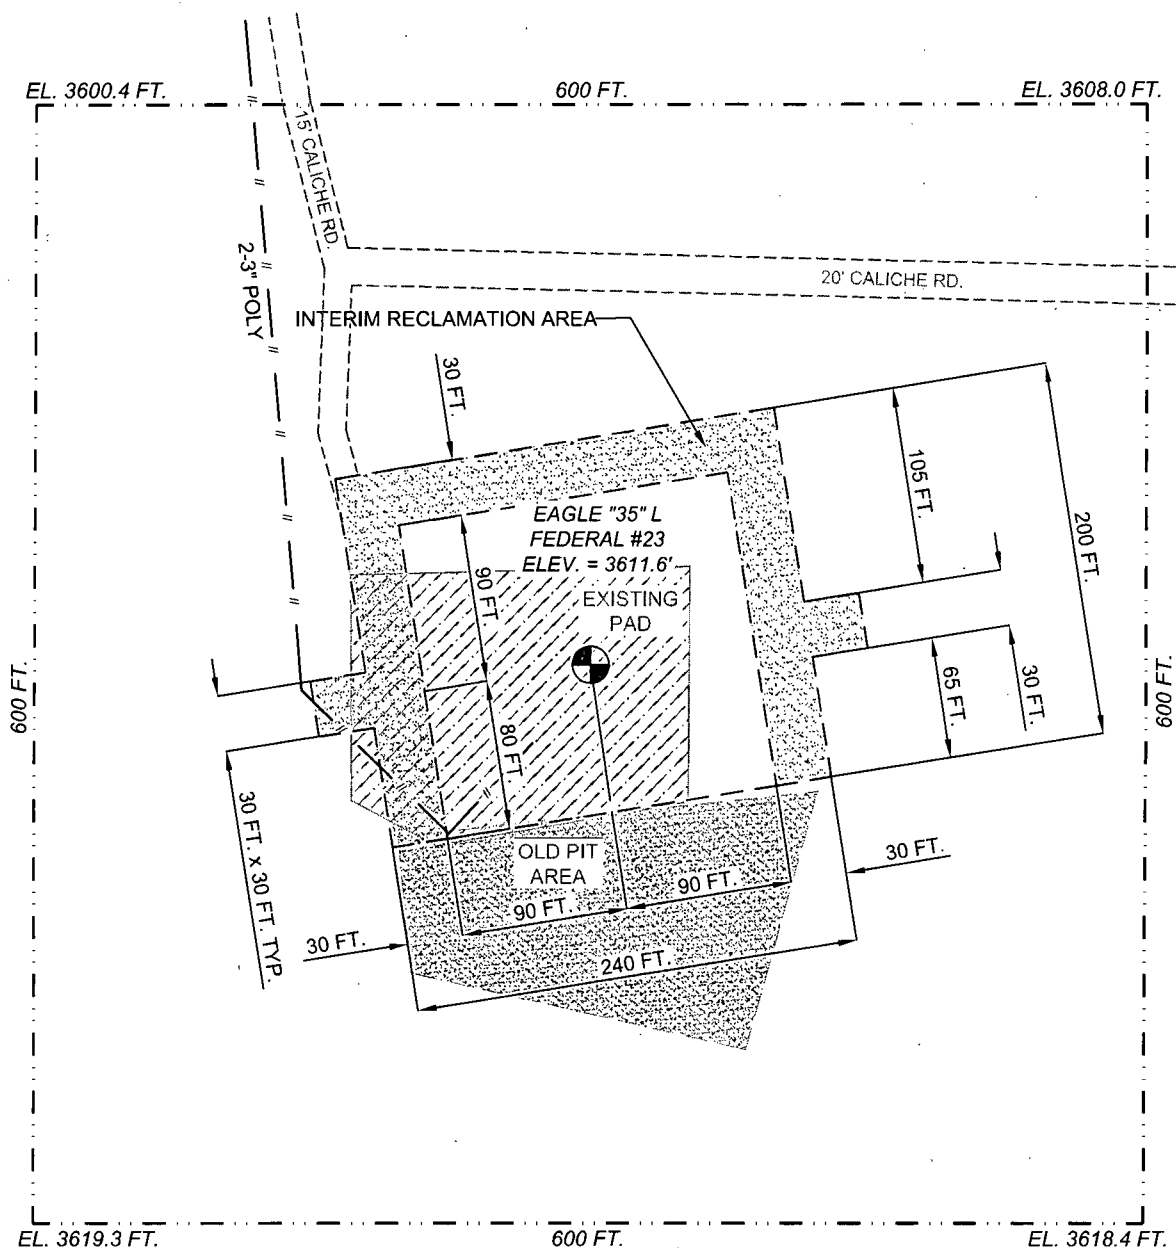 EL. 3600.4 FT.
600 FT.
EL. 3608.0 FT.
15' CALICHE RD.
2-3" POLY
20' CALICHE RD.
INTERIM RECLAMATION AREA
30 FT.
105 FT.
200 FT.
EAGLE "35" L
FEDERAL #23
ELEV. = 3611.6'
EXISTING
PAD
90 FT.
80 FT.
65 FT.
30 FT.
600 FT.
600 FT.
30 FT. x 30 FT. TYP.
OLD PIT
AREA
90 FT.
90 FT.
30 FT.
30 FT.
240 FT.
EL. 3619.3 FT.
600 FT.
EL. 3618.4 FT.